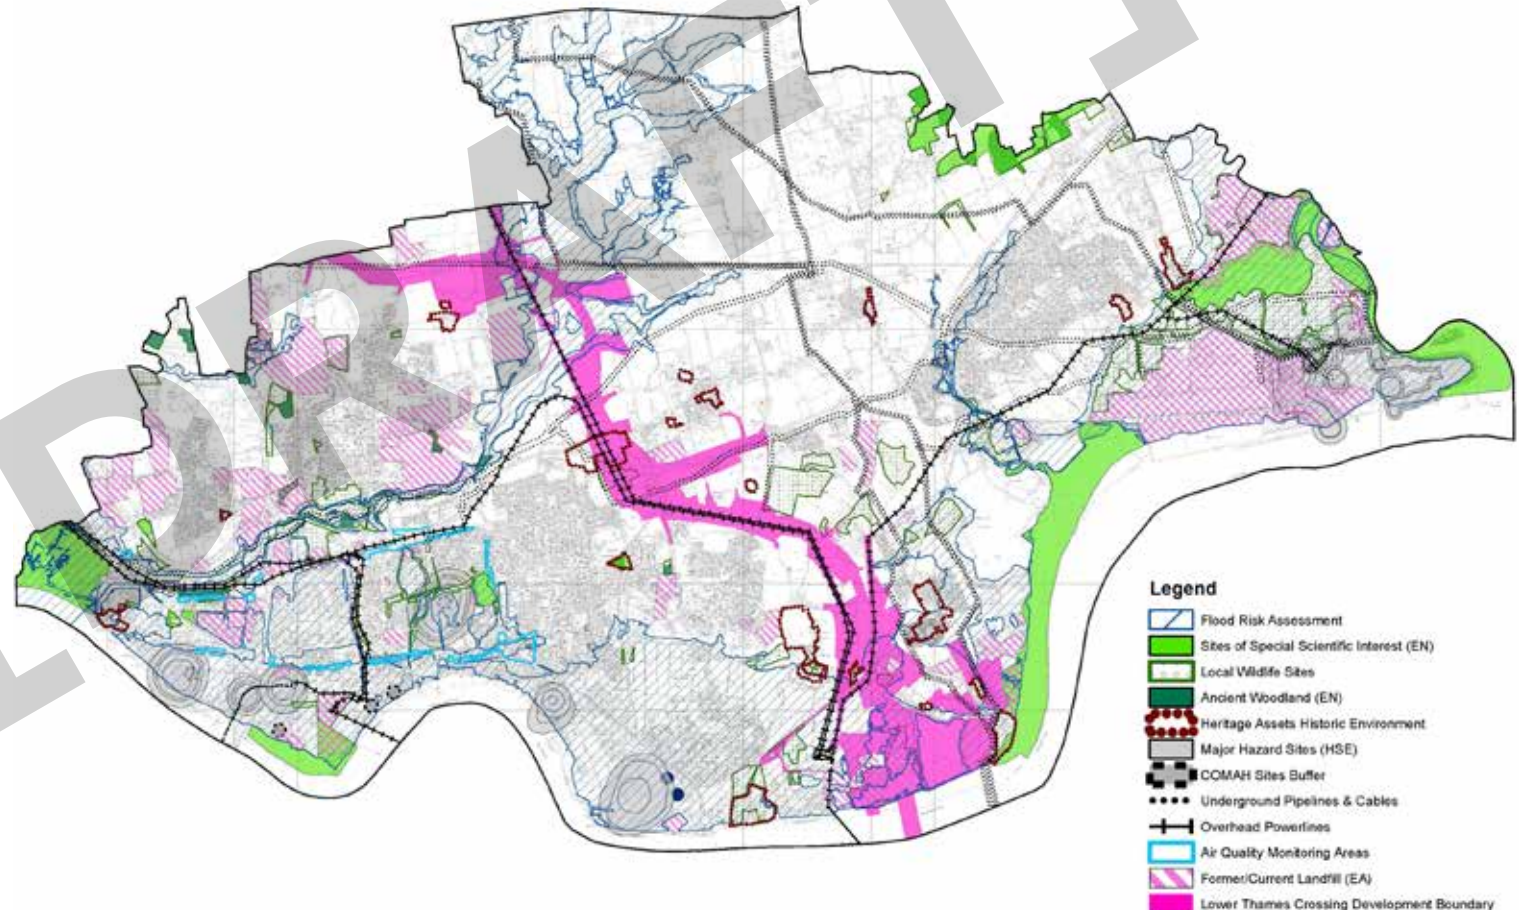 DRAFT
Legend
Flood Risk Assessment
Sites of Special Scientific Interest (EN)
Local Wildlife Sites
Ancient Woodland (EN)
Heritage Assets Historic Environment
Major Hazard Sites (HSE)
COMAH Sites Buffer
Underground Pipelines & Cables
Overhead Powerlines
Air Quality Monitoring Areas
Former/Current Landfill (EA)
Lower Thames Crossing Development Boundary